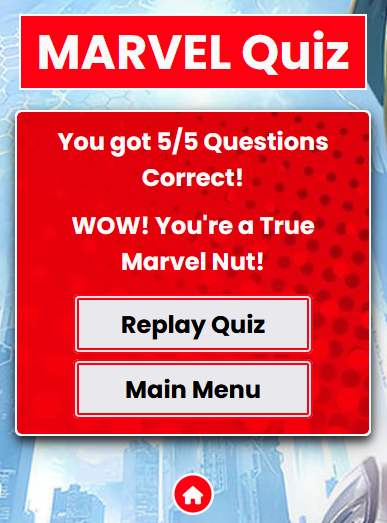 MARVEL Quiz
You got 5/5 Questions
Correct!
WOW! You're a True
Marvel Nut!
Replay Quiz
Main Menu